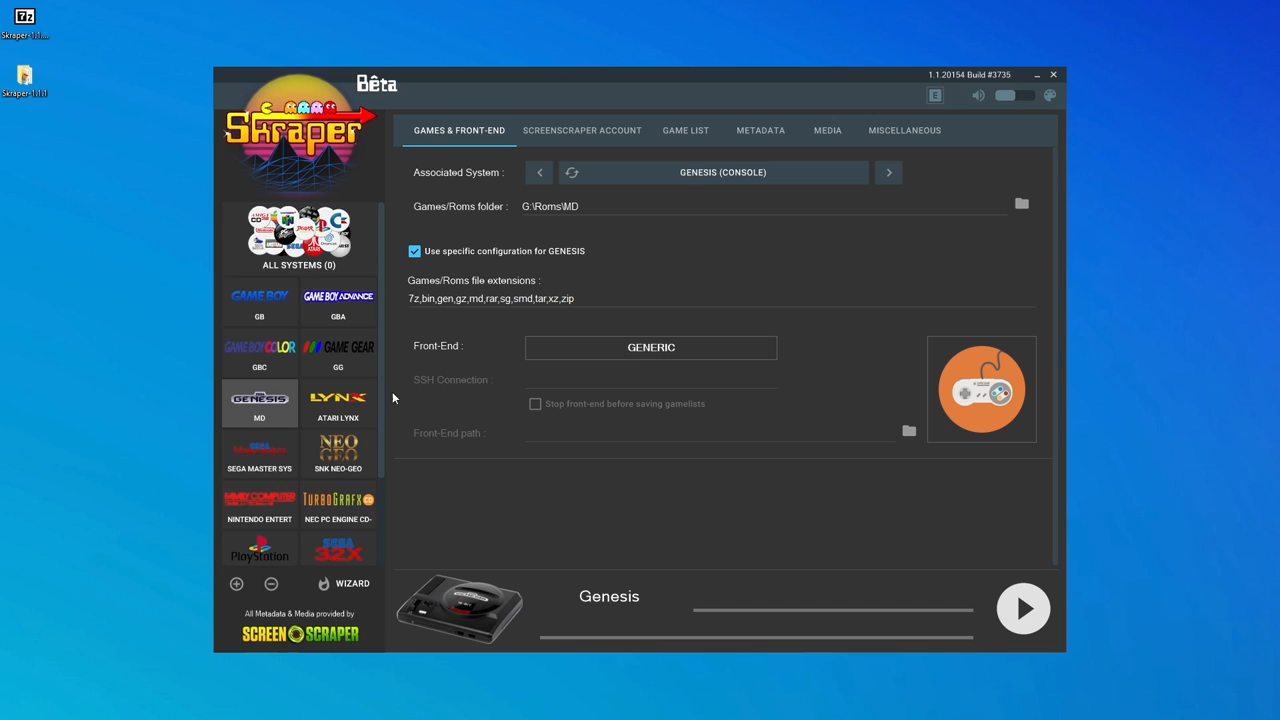 Skraper-1.1....
Skraper-1.1.1
Bêta
Skraper
1.1.20154 Build #3735
E
GAMES & FRONT-END
SCREENSCRAPER ACCOUNT
GAME LIST
METADATA
MEDIA
MISCELLANEOUS
Associated System :
GENESIS (CONSOLE)
Games/Roms folder :
G:\Roms\MD
Use specific configuration for GENESIS
Games/Roms file extensions :
7z,bin,gen,gz,md,rar,sg,smd,tar,xz,zip
Front-End :
GENERIC
SSH Connection :
Stop front-end before saving gamelists
Front-End path :
ALL SYSTEMS (0)
GAME BOY
GAME BOY ADVANCE
GB
GBA
GAME BOY COLOR
GAME GEAR
GBC
GG
GENESIS
LYNX
MD
ATARI LYNX
NEO GEO
SEGA MASTER SYS
SNK NEO-GEO
TURBOGRAFX CD
NINTENDO ENTERT
NEC PC ENGINE CD-
PlayStation
SEGA 32X
WIZARD
All Metadata & Media provided by
SCREEN SCRAPER
Genesis